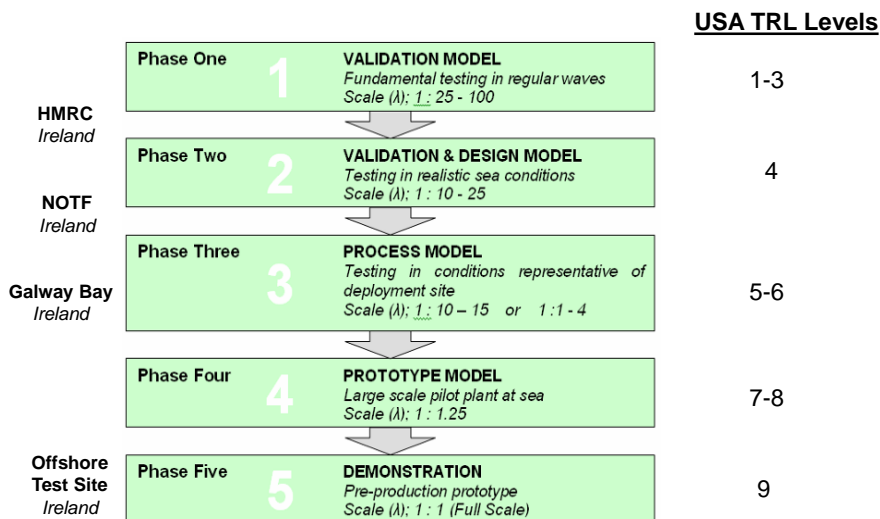 USA TRL Levels
Phase One
1
VALIDATION MODEL
Fundamental testing in regular waves
Scale (λ); 1 : 25 - 100
1-3
HMRC
Ireland
Phase Two
2
VALIDATION & DESIGN MODEL
Testing in realistic sea conditions
Scale (λ); 1 : 10 - 25
4
NOTF
Ireland
Phase Three
3
PROCESS MODEL
Testing in conditions representative of
deployment site
Scale (λ); 1 : 10 – 15 or 1 :1 - 4
5-6
Galway Bay
Ireland
Phase Four
4
PROTOTYPE MODEL
Large scale pilot plant at sea
Scale (λ); 1 : 1.25
7-8
Offshore
Test Site
Ireland
Phase Five
5
DEMONSTRATION
Pre-production prototype
Scale (λ); 1 : 1 (Full Scale)
9